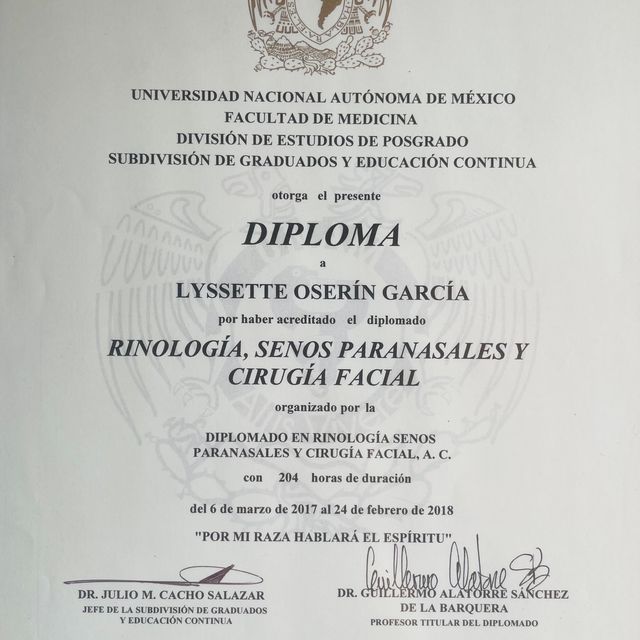 UNIVERSIDAD NACIONAL AUTÓNOMA DE MÉXICO
FACULTAD DE MEDICINA
DIVISIÓN DE ESTUDIOS DE POSGRADO
SUBDIVISIÓN DE GRADUADOS Y EDUCACIÓN CONTINUA
otorga el presente
DIPLOMA
a
LYSSETTE OSERÍN GARCÍA
por haber acreditado el diplomado
RINOLOGÍA, SENOS PARANASALES Y
CIRUGÍA FACIAL
organizado por la
DIPLOMADO EN RINOLOGÍA SENOS
PARANASALES Y CIRUGÍA FACIAL, A. C.
con 204 horas de duración
del 6 de marzo de 2017 al 24 de febrero de 2018
"POR MI RAZA HABLARÁ EL ESPÍRITU"
Guillermo Alatorre
DR. JULIO M. CACHO SALAZAR
JEFE DE LA SUBDIVISIÓN DE GRADUADOS
Y EDUCACIÓN CONTINUA
DR. GUILLERMO ALATORRE SÁNCHEZ
DE LA BARQUERA
PROFESOR TITULAR DEL DIPLOMADO